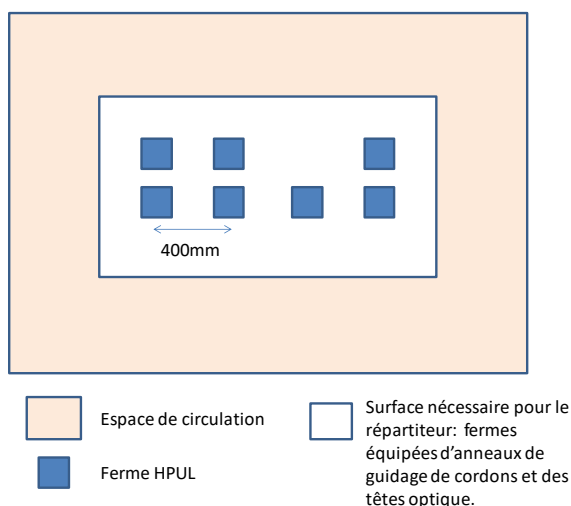 400mm
Espace de circulation
Ferme HPUL
Surface nécessaire pour le
répartiteur: fermes
équipées d'anneaux de
guidage de cordons et des
têtes optique.